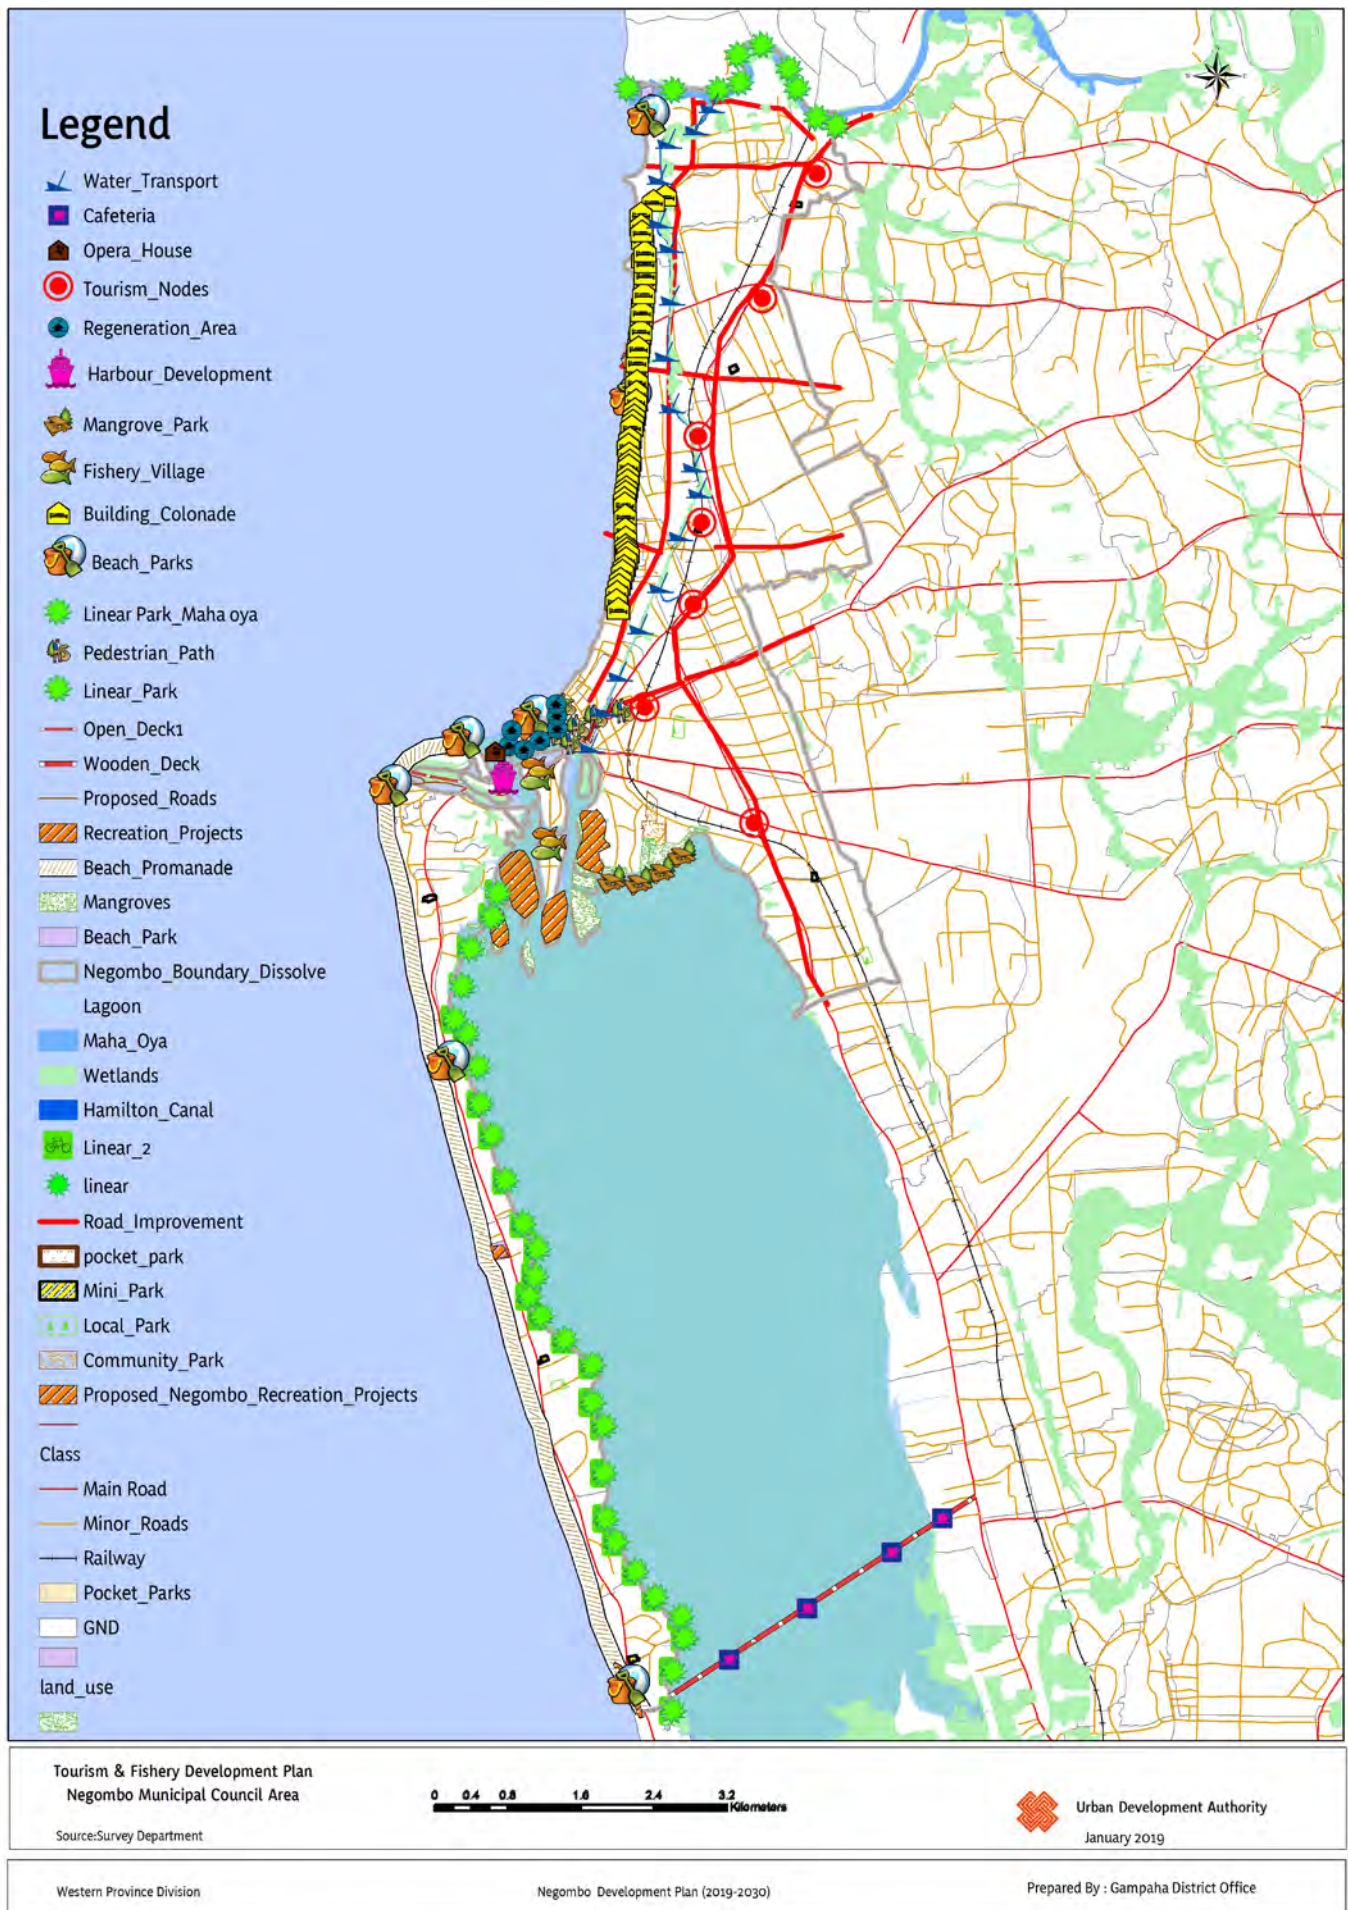 Legend
Water_Transport
Cafeteria
Opera_House
Tourism_Nodes
Regeneration_Area
Harbour_Development
Mangrove_Park
Fishery_Village
Building_Colonade
Beach_Parks
Linear Park_Maha oya
Pedestrian_Path
Linear_Park
Open_Deck1
Wooden_Deck
Proposed_Roads
Recreation_Projects
Beach_Promanade
Mangroves
Beach_Park
Negombo_Boundary_Dissolve
Lagoon
Maha_Oya
Wetlands
Hamilton_Canal
Linear_2
linear
Road_Improvement
pocket_park
Mini_Park
Local_Park
Community_Park
Proposed_Negombo_Recreation_Projects
Class
Main Road
Minor_Roads
Railway
Pocket_Parks
GND
land_use
Tourism & Fishery Development Plan
Negombo Municipal Council Area
Source:Survey Department
0 0.4 0.8 1.6 2.4 3.2
Kilometers
Urban Development Authority
January 2019
Western Province Division
Negombo Development Plan (2019-2030)
Prepared By : Gampaha District Office